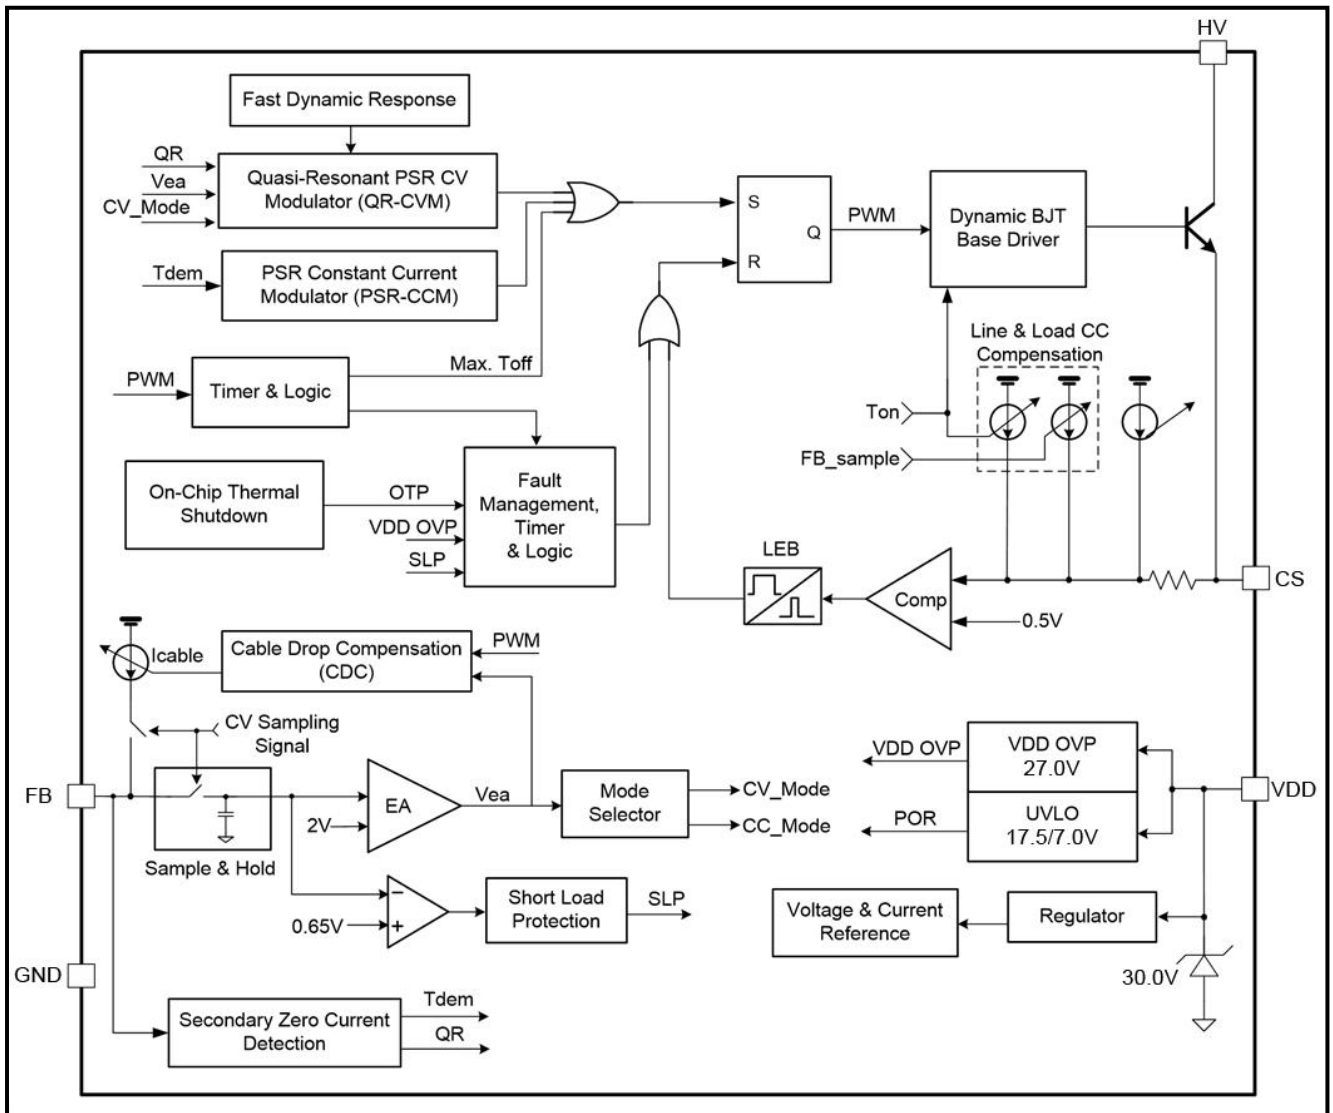 HV
Fast Dynamic Response
QR
Vea
CV_Mode
Quasi-Resonant PSR CV
Modulator (QR-CVM)
S
R
Q
PWM
Dynamic BJT
Base Driver
Tdem
PSR Constant Current
Modulator (PSR-CCM)
Line & Load CC
Compensation
PWM
Timer & Logic
Max. Toff
Ton
FB_sample
On-Chip Thermal
Shutdown
OTP
VDD OVP
SLP
Fault
Management,
Timer
& Logic
LEB
Comp
0.5V
CS
Icable
Cable Drop Compensation
(CDC)
PWM
CV Sampling
Signal
FB
Sample & Hold
2V
EA
Vea
Mode
Selector
CV_Mode
CC_Mode
VDD OVP
POR
VDD OVP
27.0V
UVLO
17.5/7.0V
VDD
0.65V
−
+
Short Load
Protection
SLP
Voltage & Current
Reference
Regulator
30.0V
GND
Secondary Zero Current
Detection
Tdem
QR